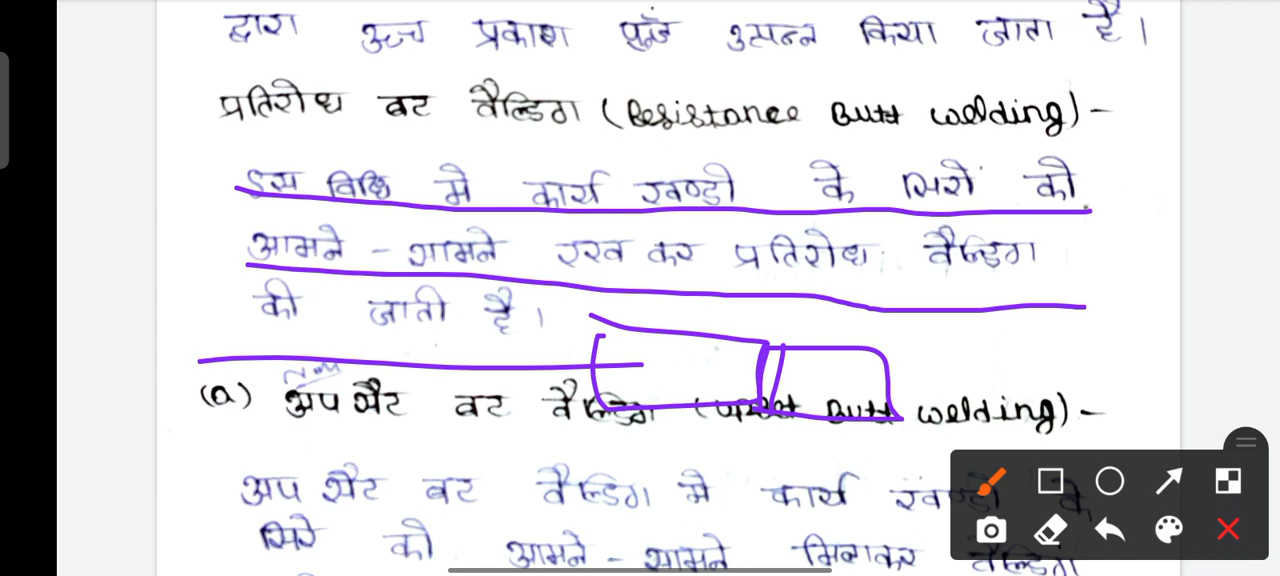 द्वारा उच्च प्रकाश पुंज उत्पन्न किया जाता है।
प्रतिरोध बट वैल्डिंग (Resistance Butt welding) -
इस विधि मे कार्य खण्डो के सिरों को
आमने - सामने रख कर प्रतिरोध वैल्डिंग
की जाती है।
(a) अप सैट बट वैल्डिंग (upset Butt welding) -
अप सैट बट वैल्डिंग मे कार्य खण्डो के
सिरे को आमने - सामने मिलाकर वैल्डिंग